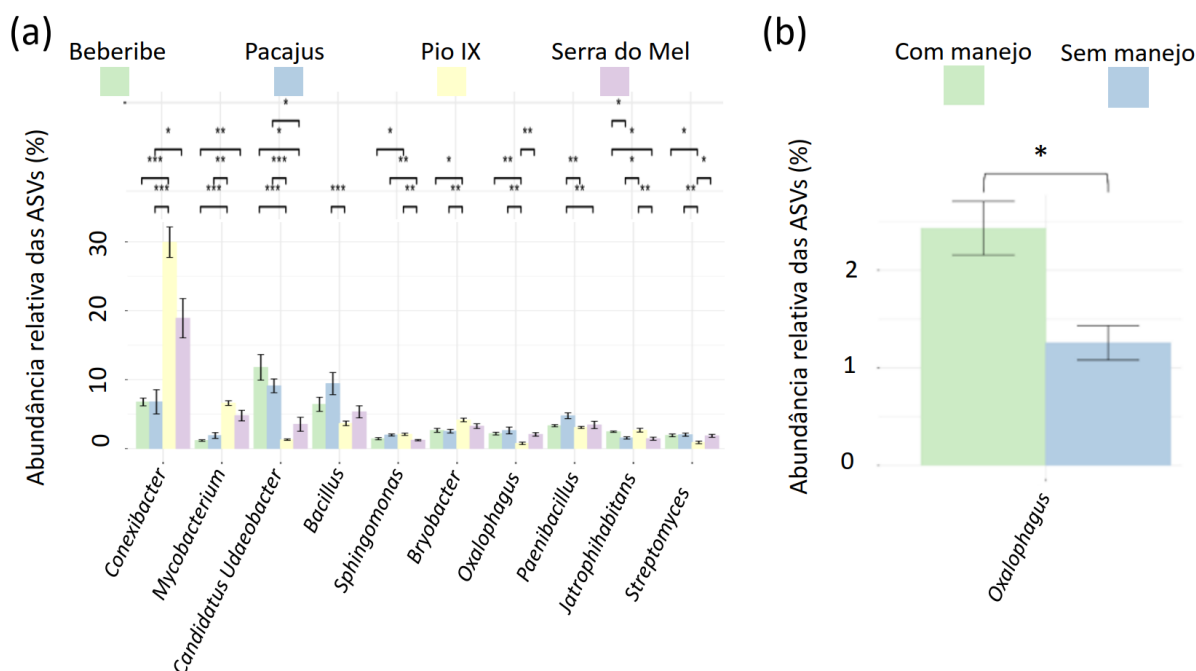 (a)
Beberibe Pacajus Pio IX Serra do Mel
Abundância relativa das ASVs (%)
* * * * * * * *
* ** * * ** * *
*** ** *** ** * ** ** * *
*** *** *** *** ** ** ** ** ** **
30
20
10
0
Conexibacter
Mycobacterium
Candidatus Udaeobacter
Bacillus
Sphingomonas
Bryobacter
Oxalophagus
Paenibacillus
Jatrophihabitans
Streptomyces
(b)
Com manejo Sem manejo
Abundância relativa das ASVs (%)
*
2
1
0
Oxalophagus